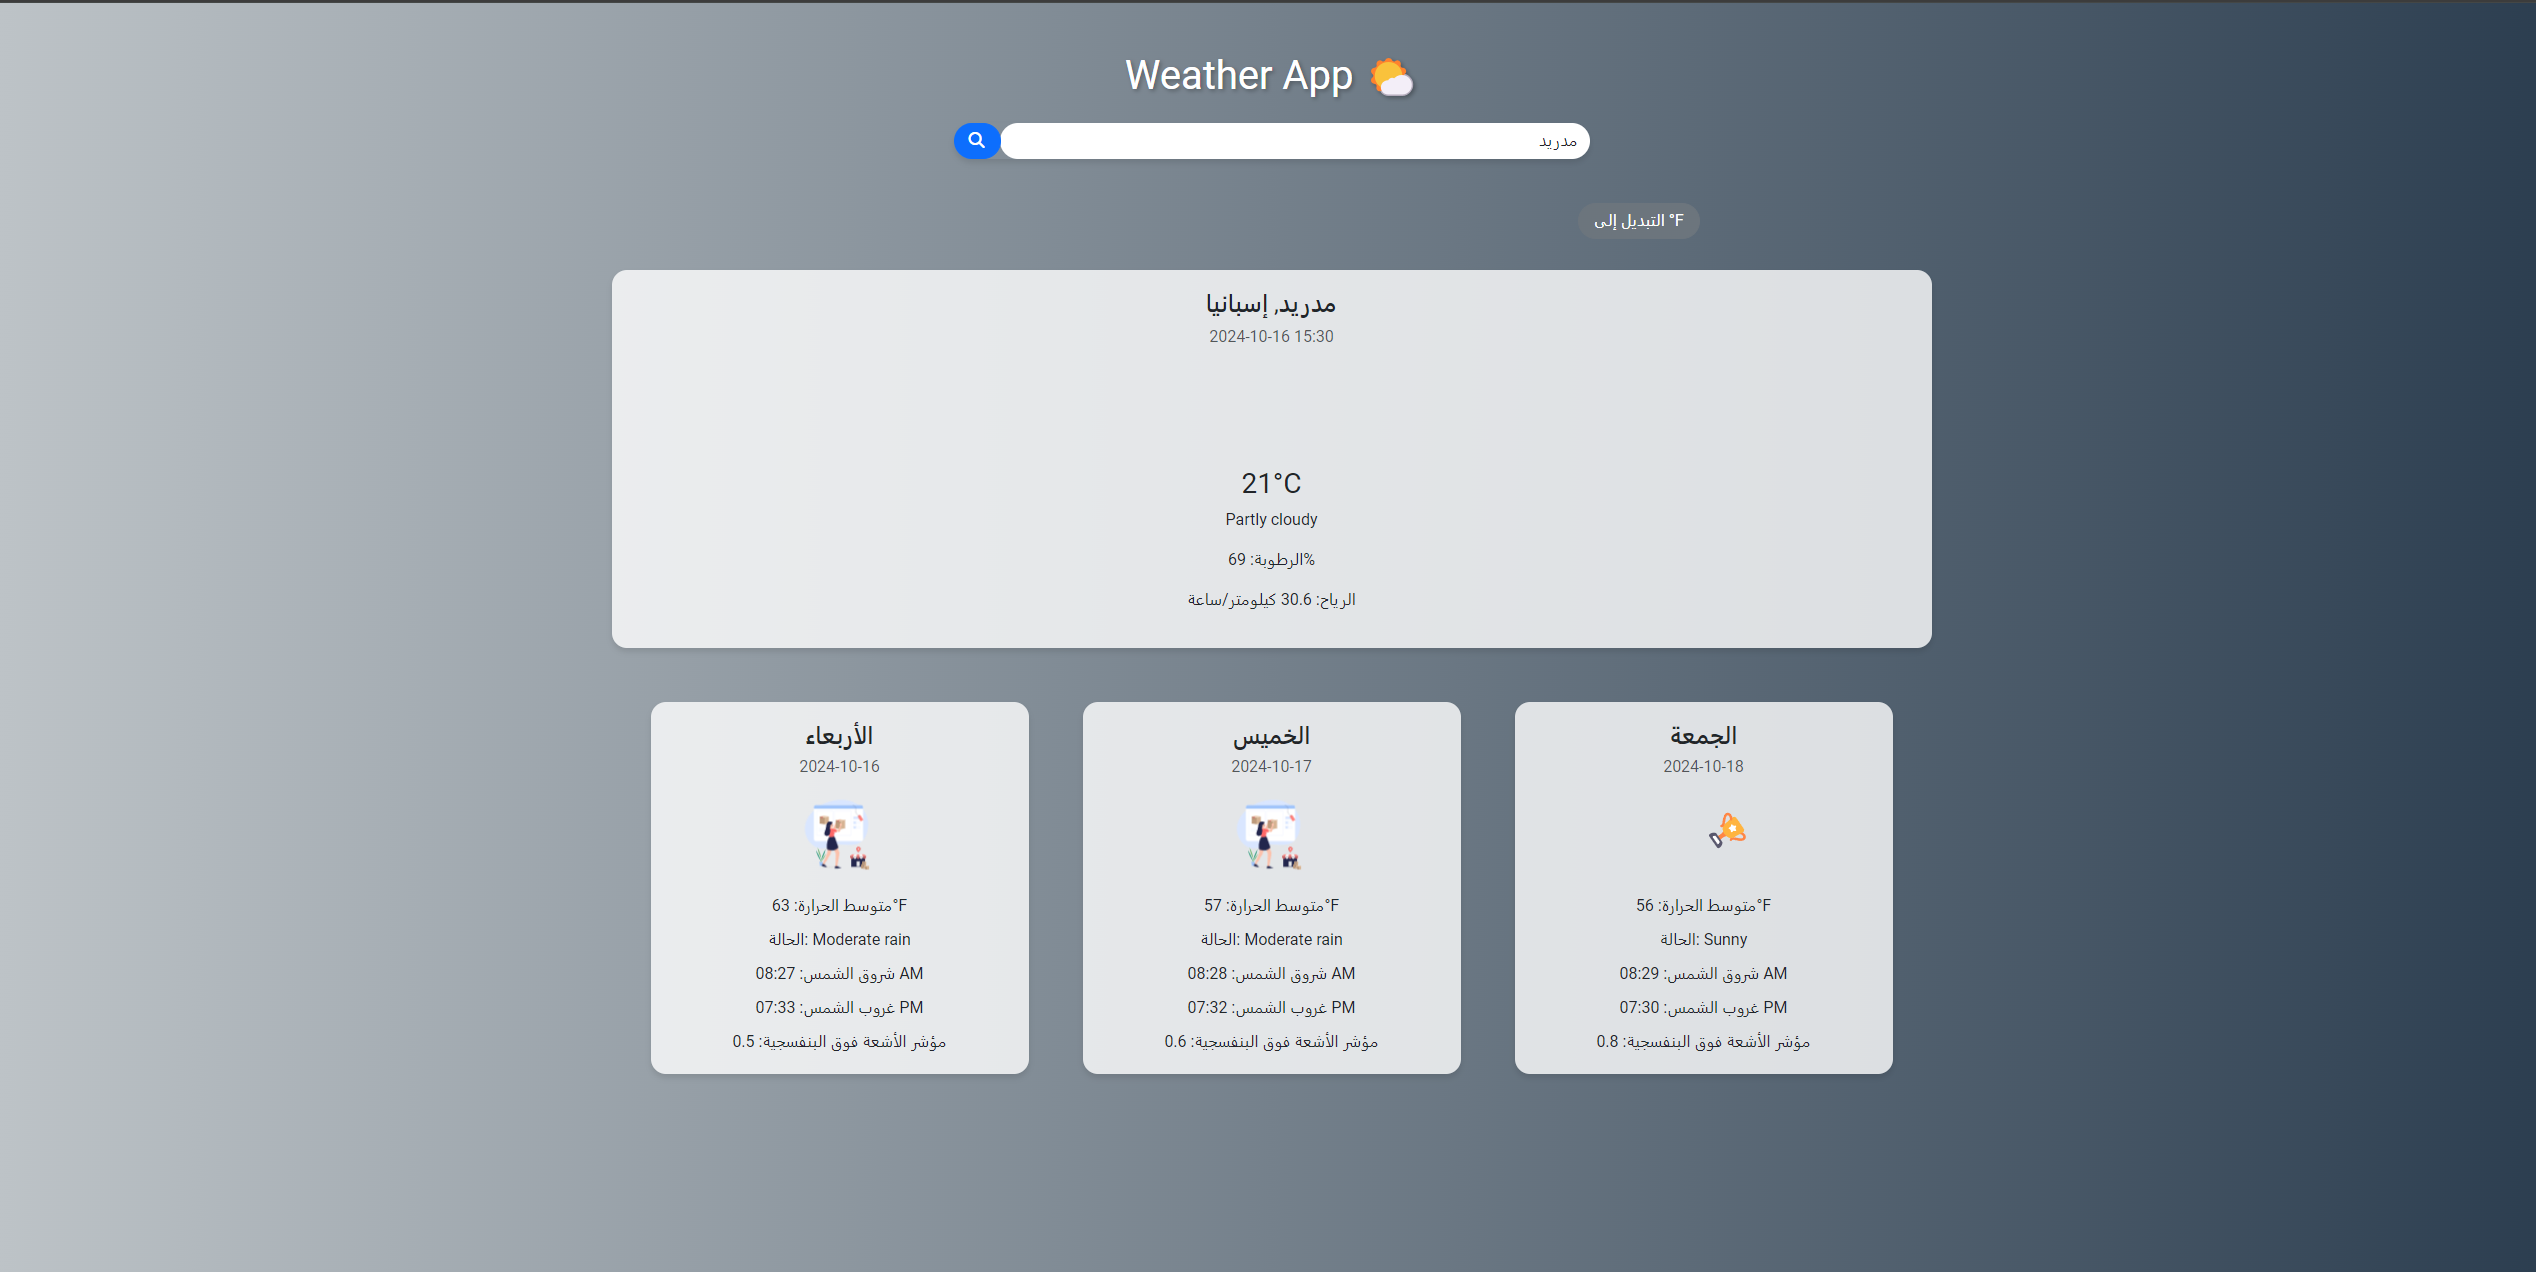 Weather App
مدريد
التبديل إلى °F
مدريد, إسبانيا
2024-10-16 15:30
21°C
Partly cloudy
الرطوبة: 69%
الرياح: 30.6 كيلومتر/ساعة
الأربعاء
2024-10-16
متوسط الحرارة: 63°F
الحالة: Moderate rain
شروق الشمس: 08:27 AM
غروب الشمس: 07:33 PM
مؤشر الأشعة فوق البنفسجية: 0.5
الخميس
2024-10-17
متوسط الحرارة: 57°F
الحالة: Moderate rain
شروق الشمس: 08:28 AM
غروب الشمس: 07:32 PM
مؤشر الأشعة فوق البنفسجية: 0.6
الجمعة
2024-10-18
متوسط الحرارة: 56°F
الحالة: Sunny
شروق الشمس: 08:29 AM
غروب الشمس: 07:30 PM
مؤشر الأشعة فوق البنفسجية: 0.8